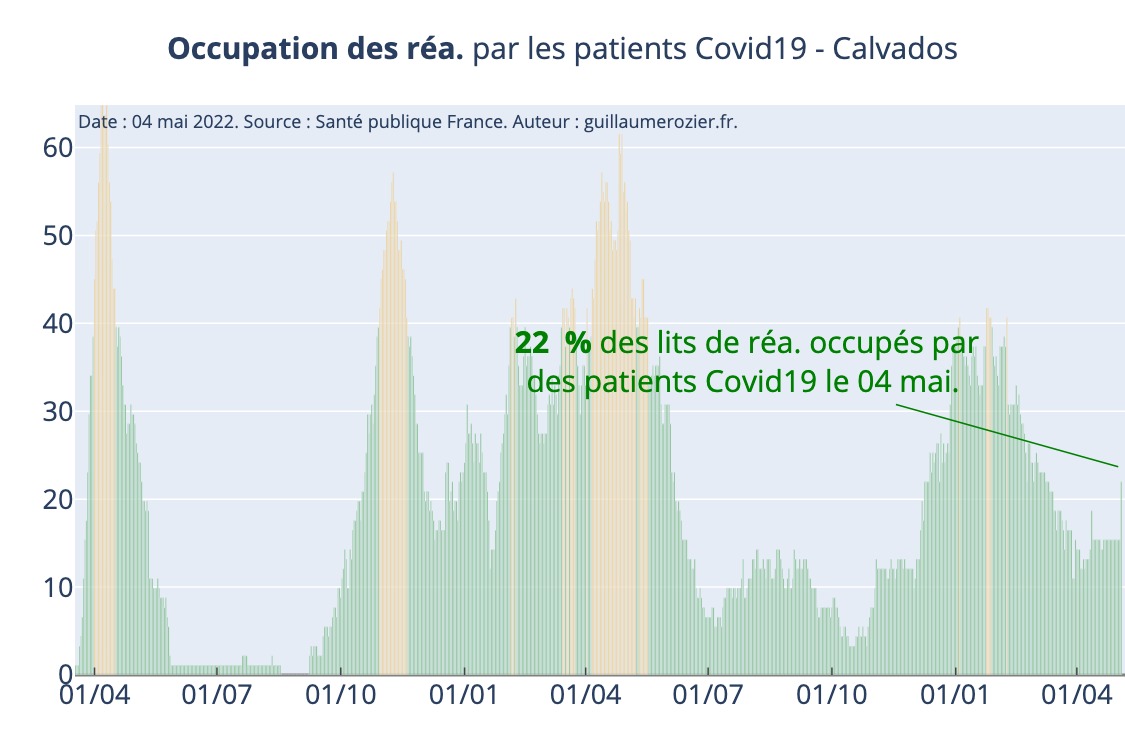 Occupation des réa. par les patients Covid19 - Calvados
Date : 04 mai 2022. Source : Santé publique France. Auteur : guillaumerozier.fr.
60
50
40
22 % des lits de réa. occupés par
des patients Covid19 le 04 mai.
30
20
10
0
01/04 01/07 01/10 01/01 01/04 01/07 01/10 01/01 01/04